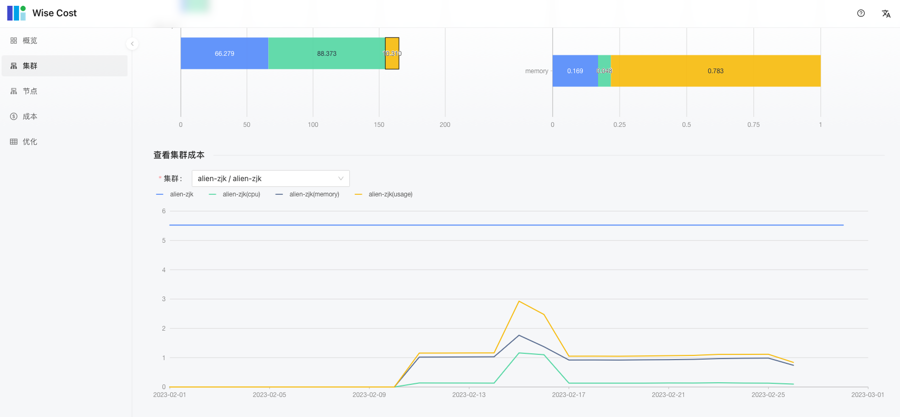 Wise Cost
概览
集群
节点
成本
优化
66.279
88.373
0 50 100 150 200
memory
0.169
0.783
0 0.25 0.5 0.75 1
查看集群成本
* 集群： alien-zjk / alien-zjk
alien-zjk alien-zjk(cpu) alien-zjk(memory) alien-zjk(usage)
6
5
4
3
2
1
0
2023-02-01 2023-02-05 2023-02-09 2023-02-13 2023-02-17 2023-02-21 2023-02-25 2023-03-01